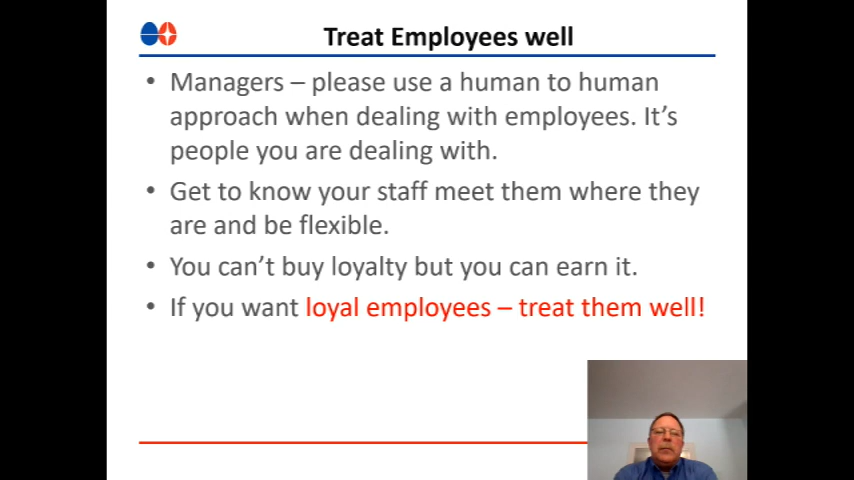 Treat Employees well
• Managers – please use a human to human
approach when dealing with employees. It's
people you are dealing with.
• Get to know your staff meet them where they
are and be flexible.
• You can't buy loyalty but you can earn it.
• If you want loyal employees – treat them well!